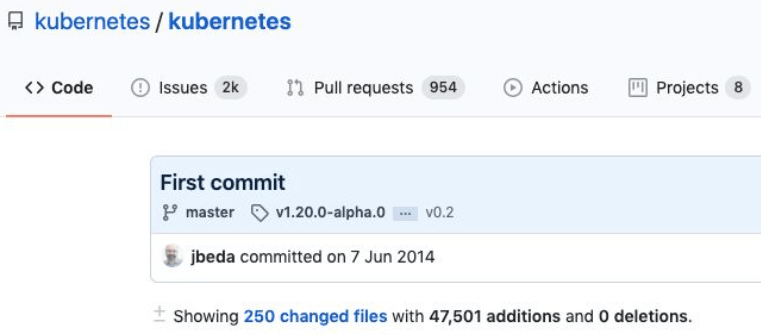 kubernetes / kubernetes
<> Code Issues 2k Pull requests 954 Actions Projects 8
First commit
master v1.20.0-alpha.0 ... v0.2
jbeda committed on 7 Jun 2014
Showing 250 changed files with 47,501 additions and 0 deletions.